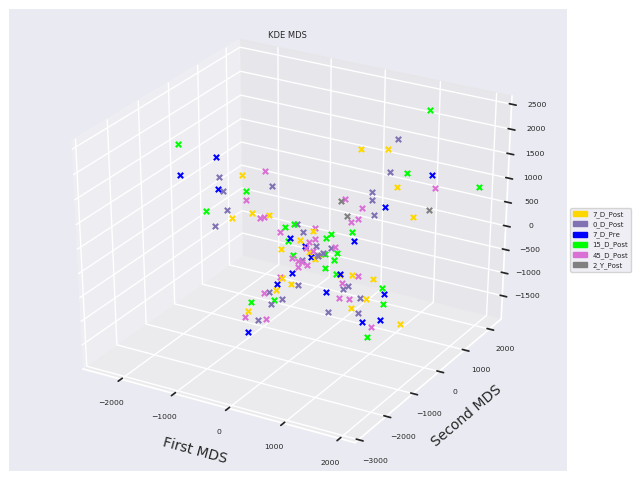 KDE MDS
2500
2000
1500
1000
500
0
−500
−1000
−1500
7_D_Post
0_D_Post
7_D_Pre
15_D_Post
45_D_Post
2_Y_Post
−2000
−1000
0
1000
2000
First MDS
−3000
−2000
−1000
0
1000
2000
Second MDS